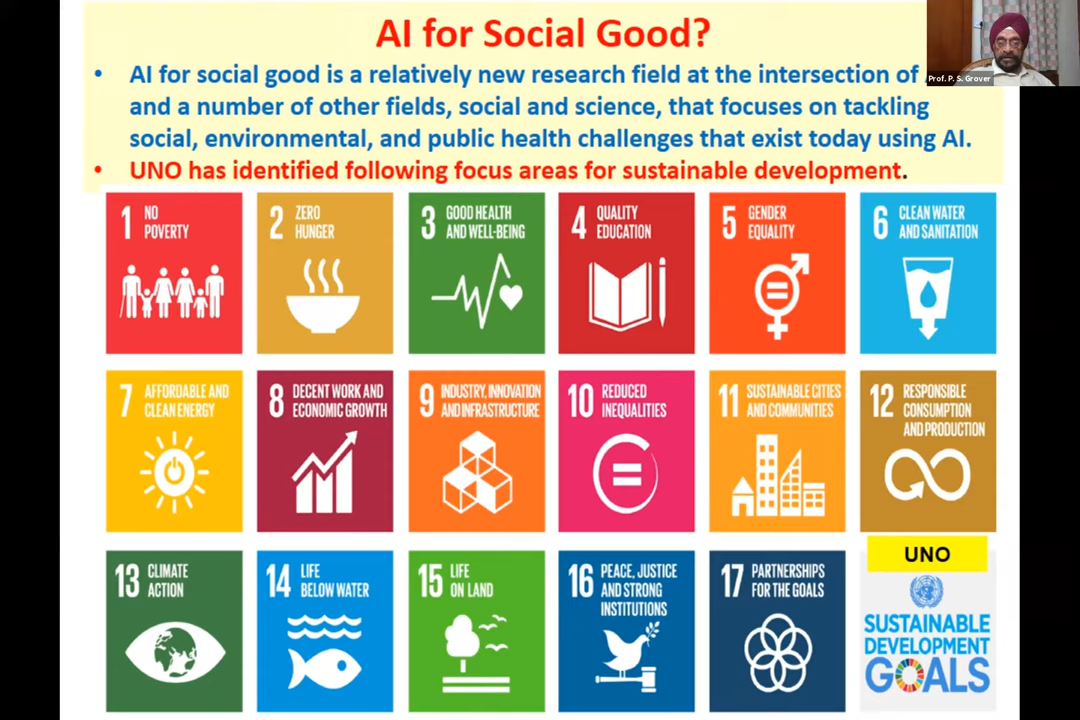 AI for Social Good?
• AI for social good is a relatively new research field at the intersection of
and a number of other fields, social and science, that focuses on tackling
social, environmental, and public health challenges that exist today using AI.
• UNO has identified following focus areas for sustainable development.
Prof. P. S. Grover
1 NO
POVERTY
2 ZERO
HUNGER
3 GOOD HEALTH
AND WELL-BEING
4 QUALITY
EDUCATION
5 GENDER
EQUALITY
6 CLEAN WATER
AND SANITATION
7 AFFORDABLE AND
CLEAN ENERGY
8 DECENT WORK AND
ECONOMIC GROWTH
9 INDUSTRY, INNOVATION
AND INFRASTRUCTURE
10 REDUCED
INEQUALITIES
11 SUSTAINABLE CITIES
AND COMMUNITIES
12 RESPONSIBLE
CONSUMPTION
AND PRODUCTION
13 CLIMATE
ACTION
14 LIFE
BELOW WATER
15 LIFE
ON LAND
16 PEACE, JUSTICE
AND STRONG
INSTITUTIONS
17 PARTNERSHIPS
FOR THE GOALS
UNO
SUSTAINABLE
DEVELOPMENT
GOALS